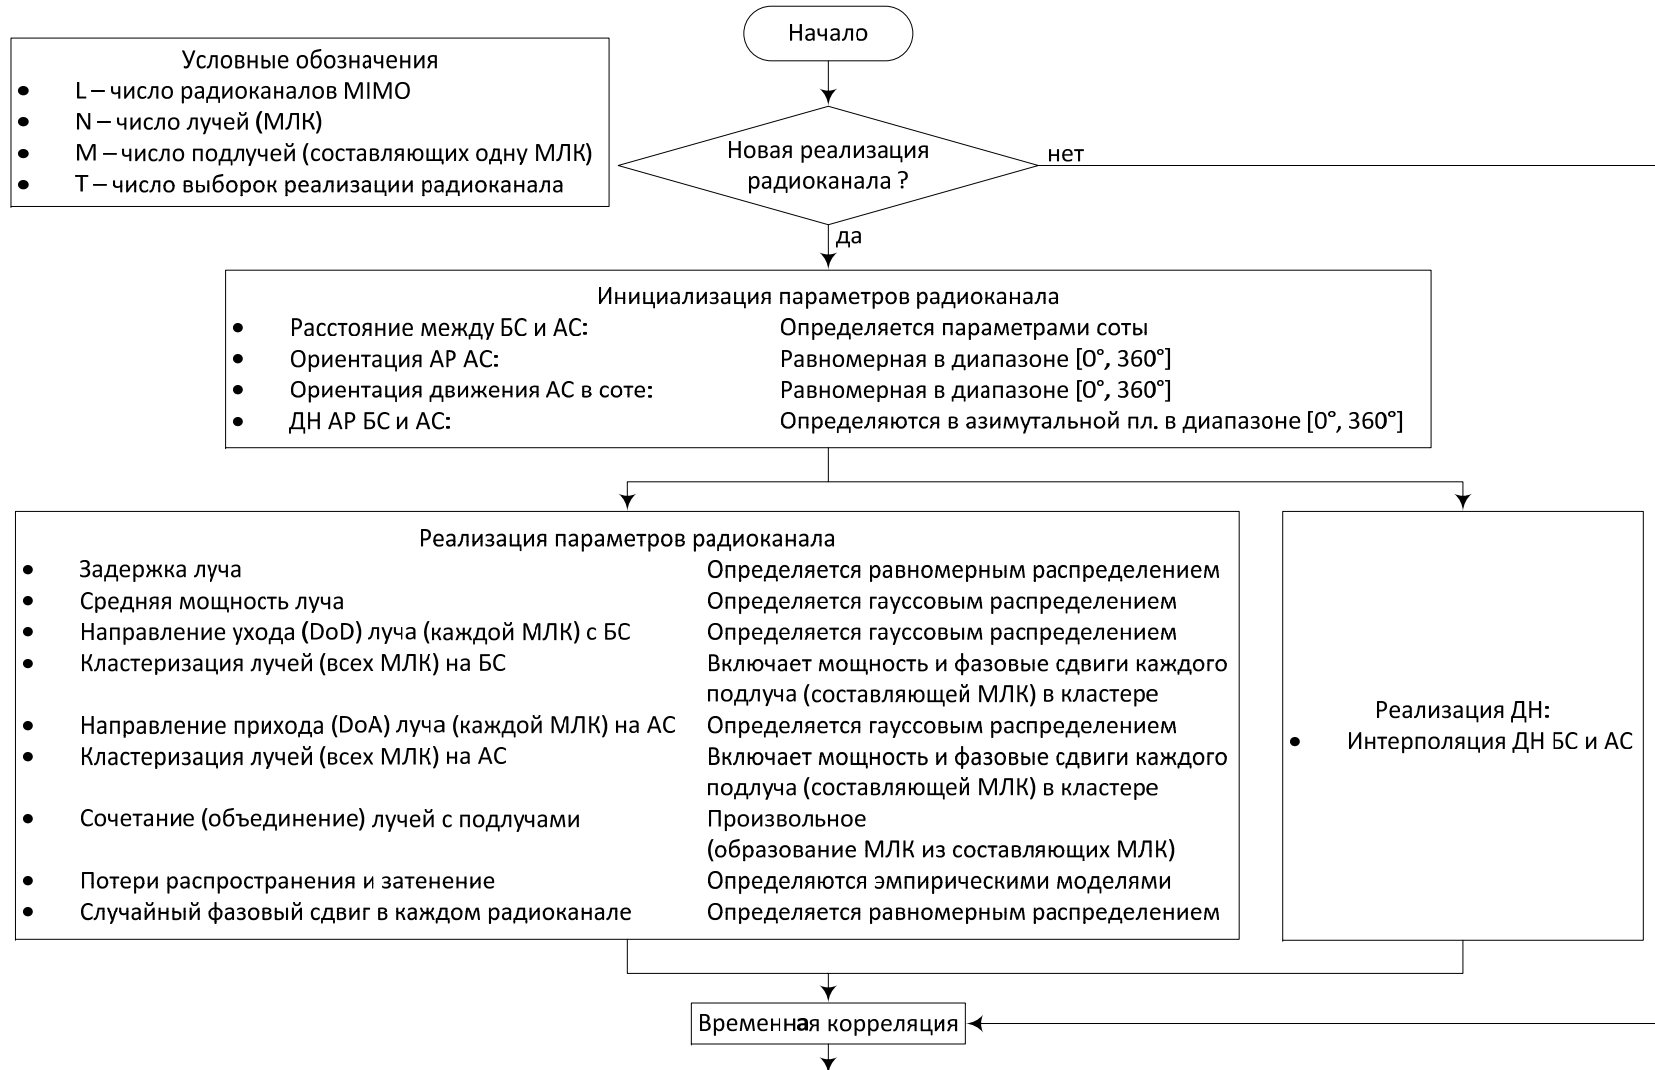 Начало
Условные обозначения
• L – число радиоканалов MIMO
• N – число лучей (МЛК)
• M – число подлучей (составляющих одну МЛК)
• T – число выборок реализации радиоканала
Новая реализация
радиоканала ?
нет
да
Инициализация параметров радиоканала
• Расстояние между БС и АС: Определяется параметрами соты
• Ориентация АР АС: Равномерная в диапазоне [0°, 360°]
• Ориентация движения АС в соте: Равномерная в диапазоне [0°, 360°]
• ДН АР БС и АС: Определяются в азимутальной пл. в диапазоне [0°, 360°]
Реализация параметров радиоканала
• Задержка луча Определяется равномерным распределением
• Средняя мощность луча Определяется гауссовым распределением
• Направление ухода (DoD) луча (каждой МЛК) с БС Определяется гауссовым распределением
• Кластеризация лучей (всех МЛК) на БС Включает мощность и фазовые сдвиги каждого
подлуча (составляющей МЛК) в кластере
• Направление прихода (DoA) луча (каждой МЛК) на АС Определяется гауссовым распределением
• Кластеризация лучей (всех МЛК) на АС Включает мощность и фазовые сдвиги каждого
подлуча (составляющей МЛК) в кластере
• Сочетание (объединение) лучей с подлучами Произвольное
(образование МЛК из составляющих МЛК)
• Потери распространения и затенение Определяются эмпирическими моделями
• Случайный фазовый сдвиг в каждом радиоканале Определяется равномерным распределением
Реализация ДН:
• Интерполяция ДН БС и АС
Временная корреляция